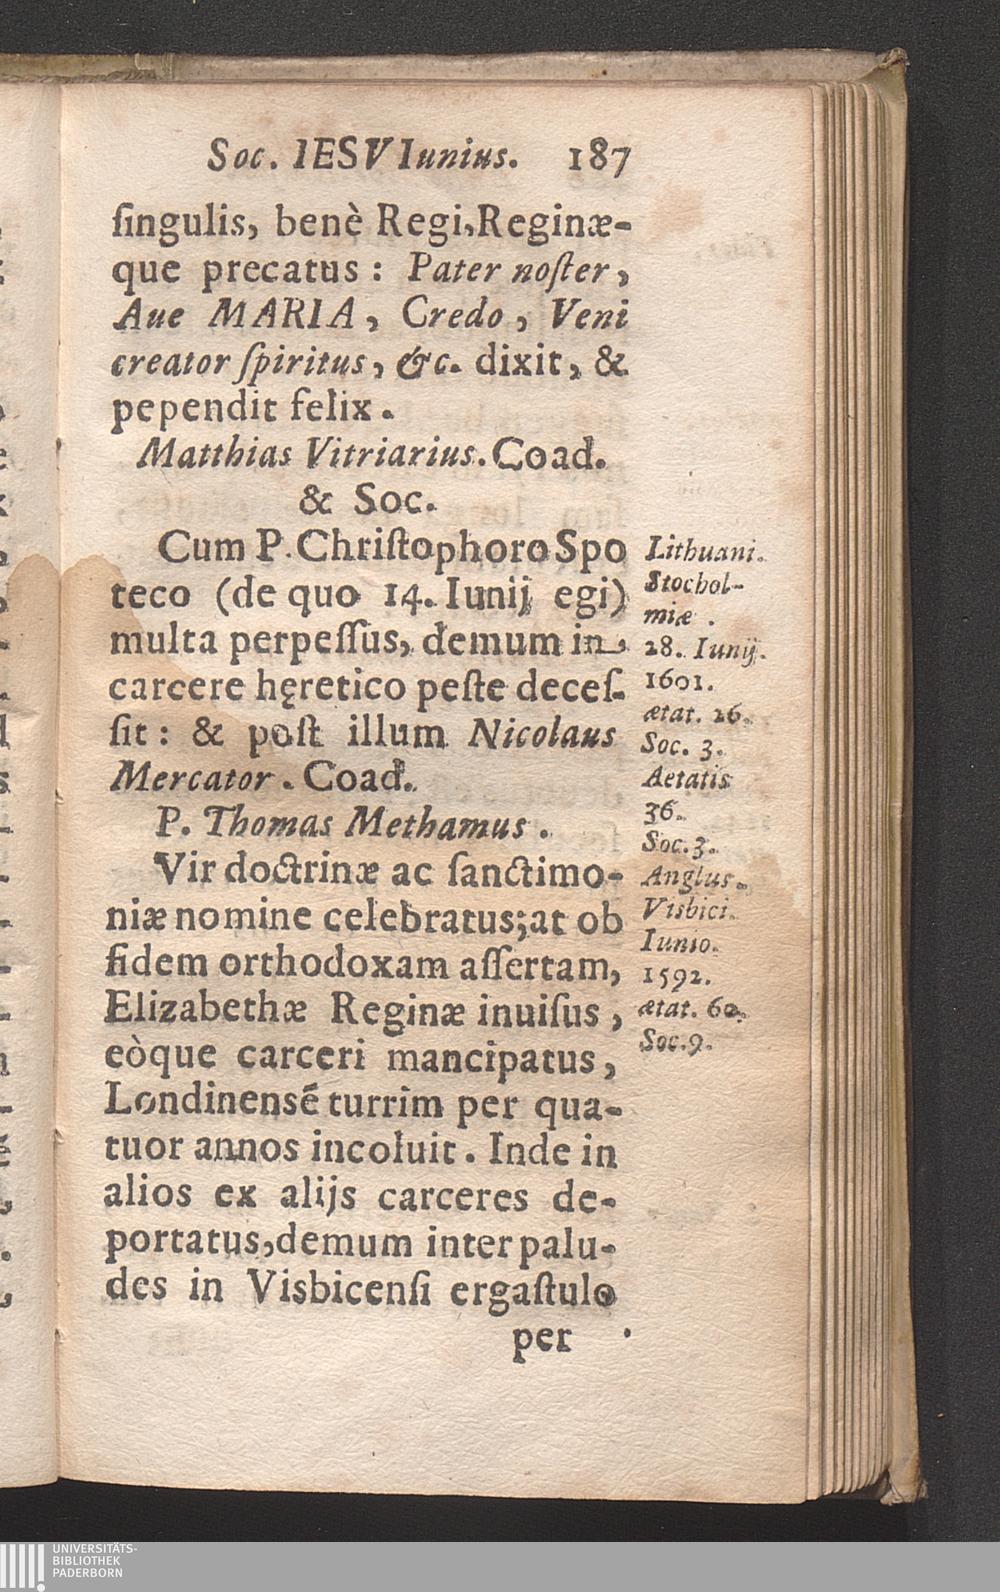 Soc. IESV Iunius. 187
ſingulis, benè Regi, Reginæ-
que precatus: Pater noſter,
Aue MARIA, Credo, Veni
creator ſpiritus, &c. dixit, &
pependit felix.
Matthias Vitriarius. Coad.
& Soc.
Cum P. Chriſtophoro Spo
teco (de quo 14. Iunij egi)
multa perpeſſus, demum in
carcere hęretico peſte deceſ-
ſit: & poſt illum Nicolaus
Mercator. Coad.
P. Thomas Methamus.
Vir doctrinæ ac ſanctimo-
niæ nomine celebratus; at ob
fidem orthodoxam aſſertam,
Elizabethæ Reginæ inuiſus,
eòque carceri mancipatus,
Londinensē turrim per qua-
tuor annos incoluit. Inde in
alios ex alijs carceres de-
portatus, demum inter palu-
des in Visbicenſi ergaſtulo
per
Lithuani.
Stochol-
miæ.
28. Iunij.
1601.
ætat. 26.
Soc. 3.
Aetatis
36.
Soc. 3.
Anglus.
Visbici.
Iunio.
1592.
ætat. 60.
Soc. 9.
UNIVERSITÄTS-
BIBLIOTHEK
PADERBORN